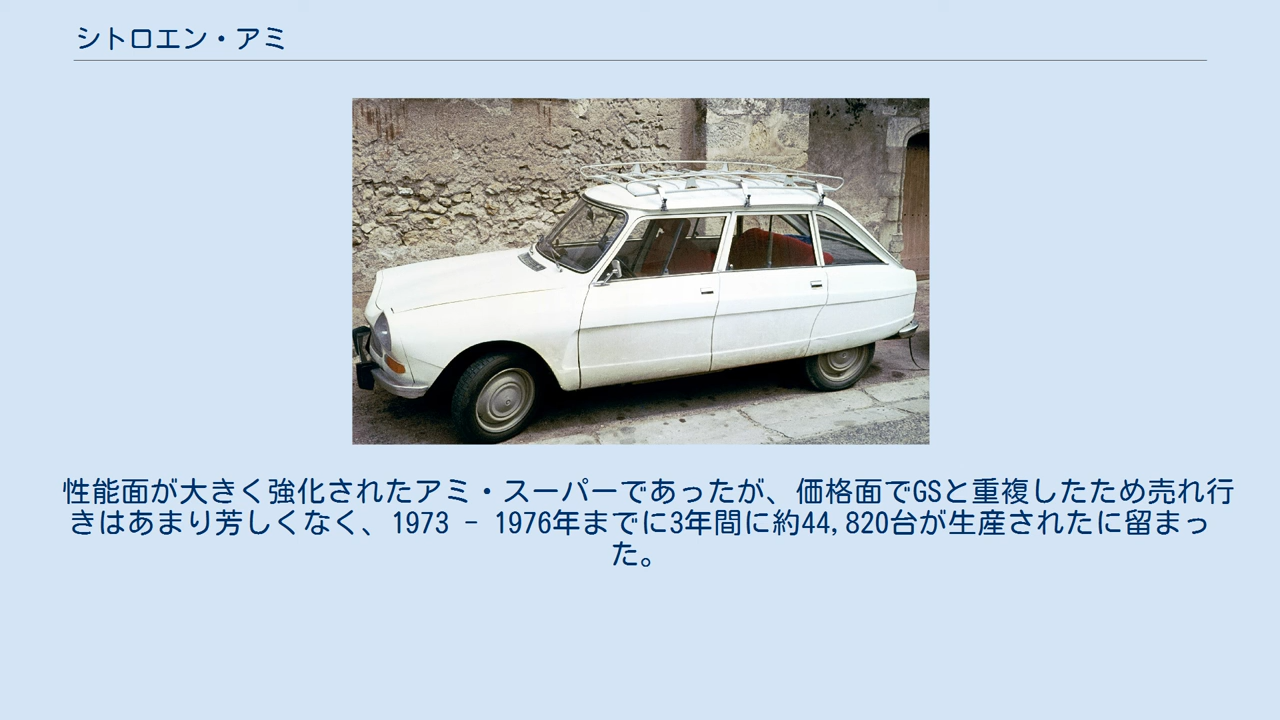 シトロエン・アミ
性能面が大きく強化されたアミ・スーパーであったが、価格面でGSと重複したため売れ行
きはあまり芳しくなく、1973 - 1976年までに3年間に約44,820台が生産されたに留まっ
た。